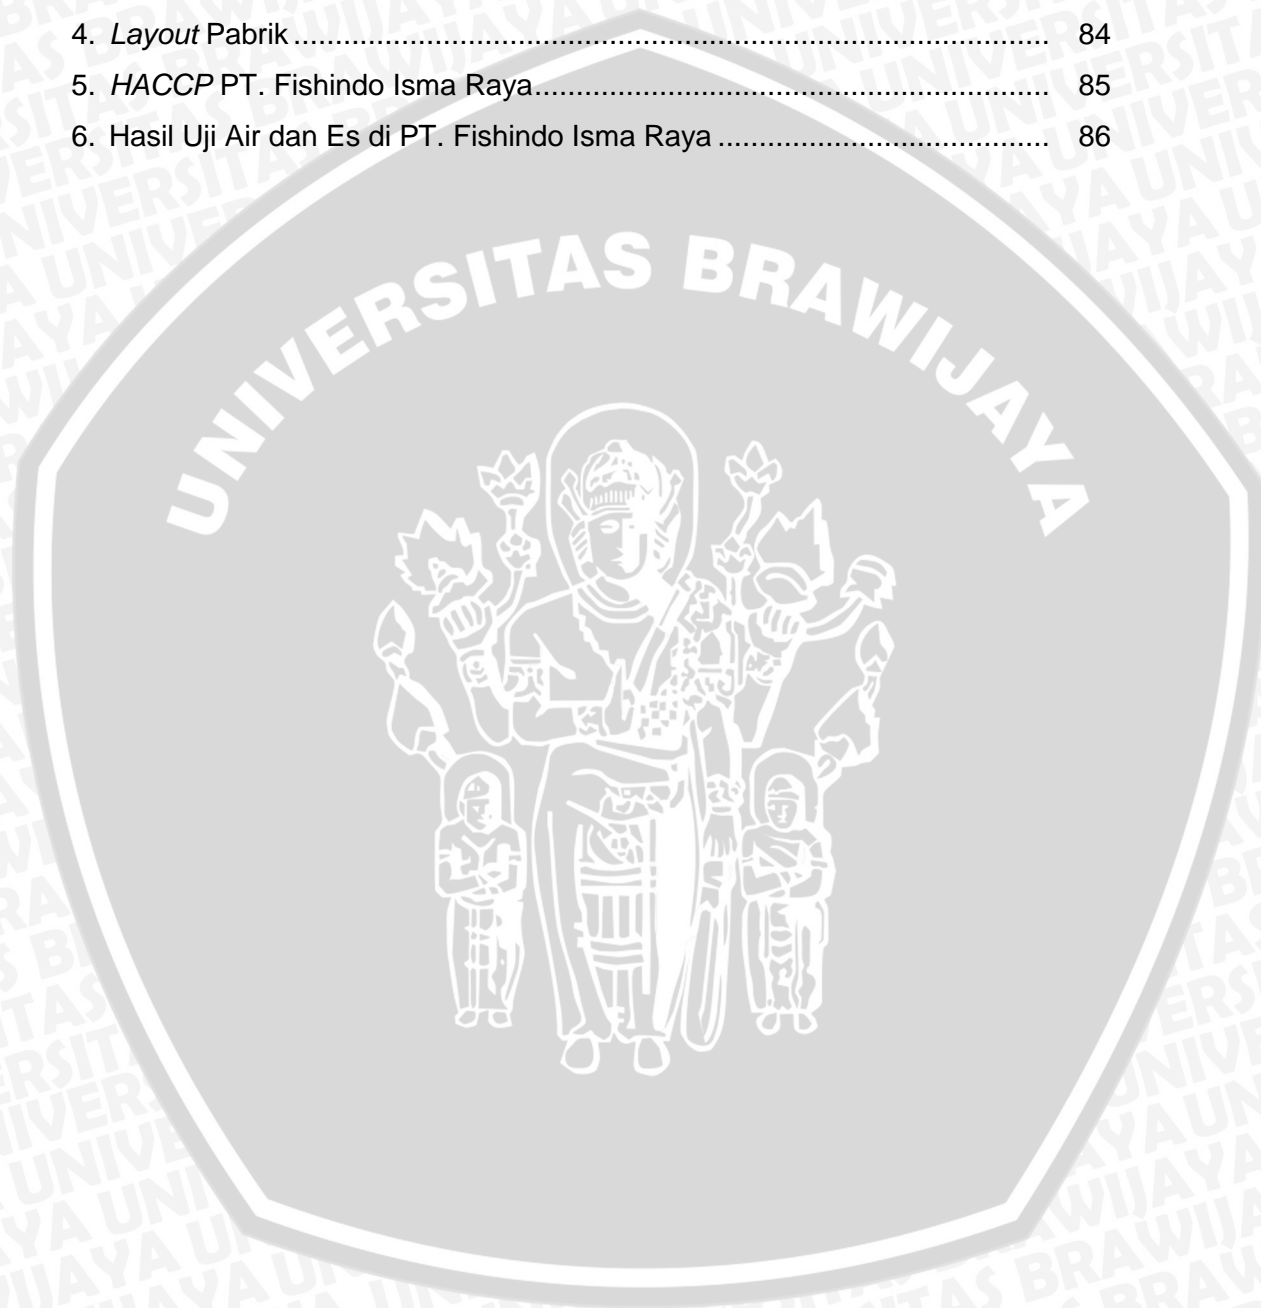 4. Layout Pabrik ........................................................................................... 84
5. HACCP PT. Fishindo Isma Raya.............................................................. 85
6. Hasil Uji Air dan Es di PT. Fishindo Isma Raya ........................................ 86
UNIVERSITAS BRAWIJAYA